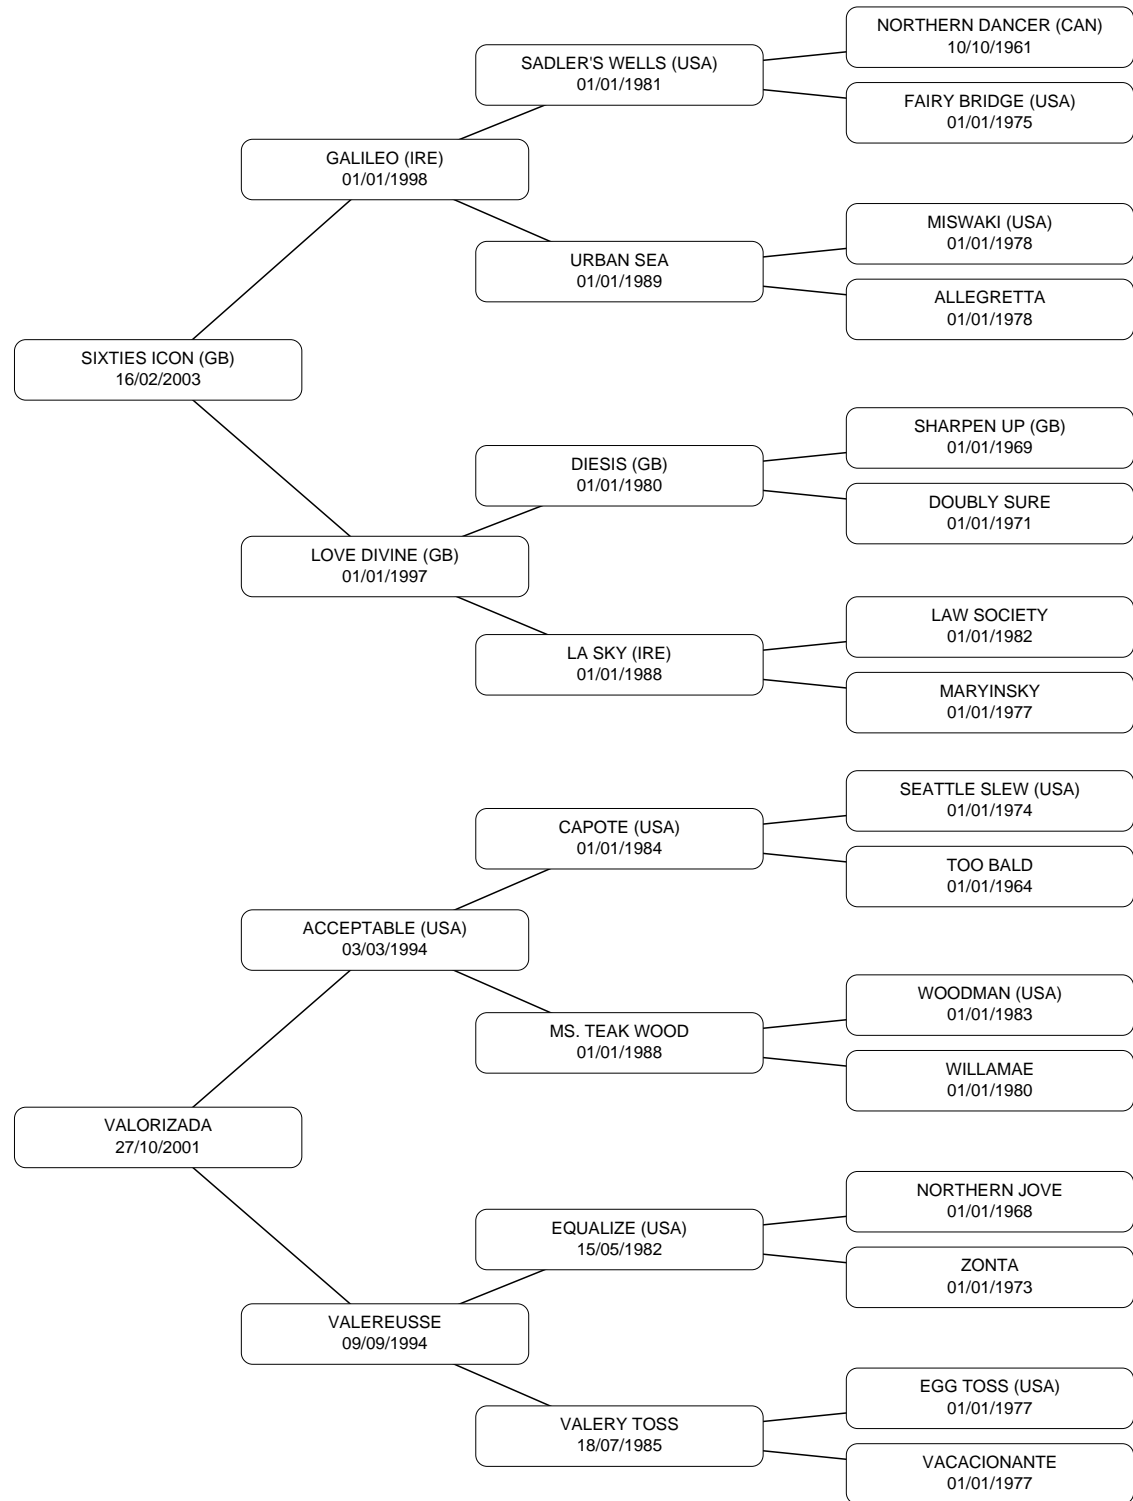 NORTHERN DANCER (CAN)
10/10/1961
SADLER'S WELLS (USA)
01/01/1981
FAIRY BRIDGE (USA)
01/01/1975
GALILEO (IRE)
01/01/1998
MISWAKI (USA)
01/01/1978
URBAN SEA
01/01/1989
ALLEGRETTA
01/01/1978
SIXTIES ICON (GB)
16/02/2003
SHARPEN UP (GB)
01/01/1969
DIESIS (GB)
01/01/1980
DOUBLY SURE
01/01/1971
LOVE DIVINE (GB)
01/01/1997
LAW SOCIETY
01/01/1982
LA SKY (IRE)
01/01/1988
MARYINSKY
01/01/1977
SEATTLE SLEW (USA)
01/01/1974
CAPOTE (USA)
01/01/1984
TOO BALD
01/01/1964
ACCEPTABLE (USA)
03/03/1994
WOODMAN (USA)
01/01/1983
MS. TEAK WOOD
01/01/1988
WILLAMAE
01/01/1980
VALORIZADA
27/10/2001
NORTHERN JOVE
01/01/1968
EQUALIZE (USA)
15/05/1982
ZONTA
01/01/1973
VALEREUSSE
09/09/1994
EGG TOSS (USA)
01/01/1977
VALERY TOSS
18/07/1985
VACACIONANTE
01/01/1977